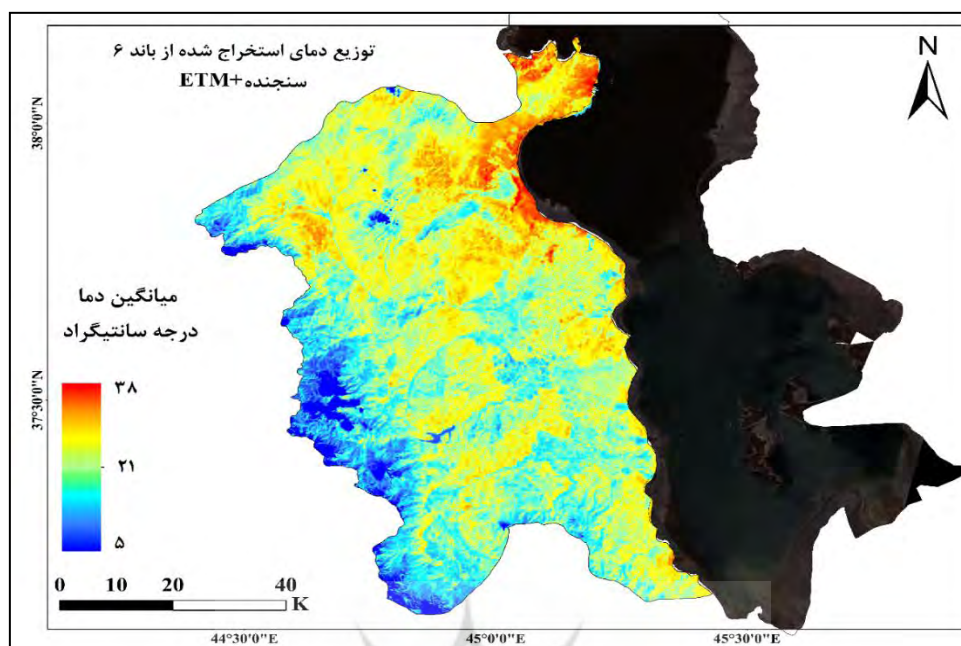 توزیع دمای استخراج شده از باند ۶
سنجنده +ETM
N
میانگین دما
درجه سانتیگراد
۳۸
۲۱
۵
0 10 20 40
K
38°0'0"N
37°30'0"N
44°30'0"E 45°0'0"E 45°30'0"E